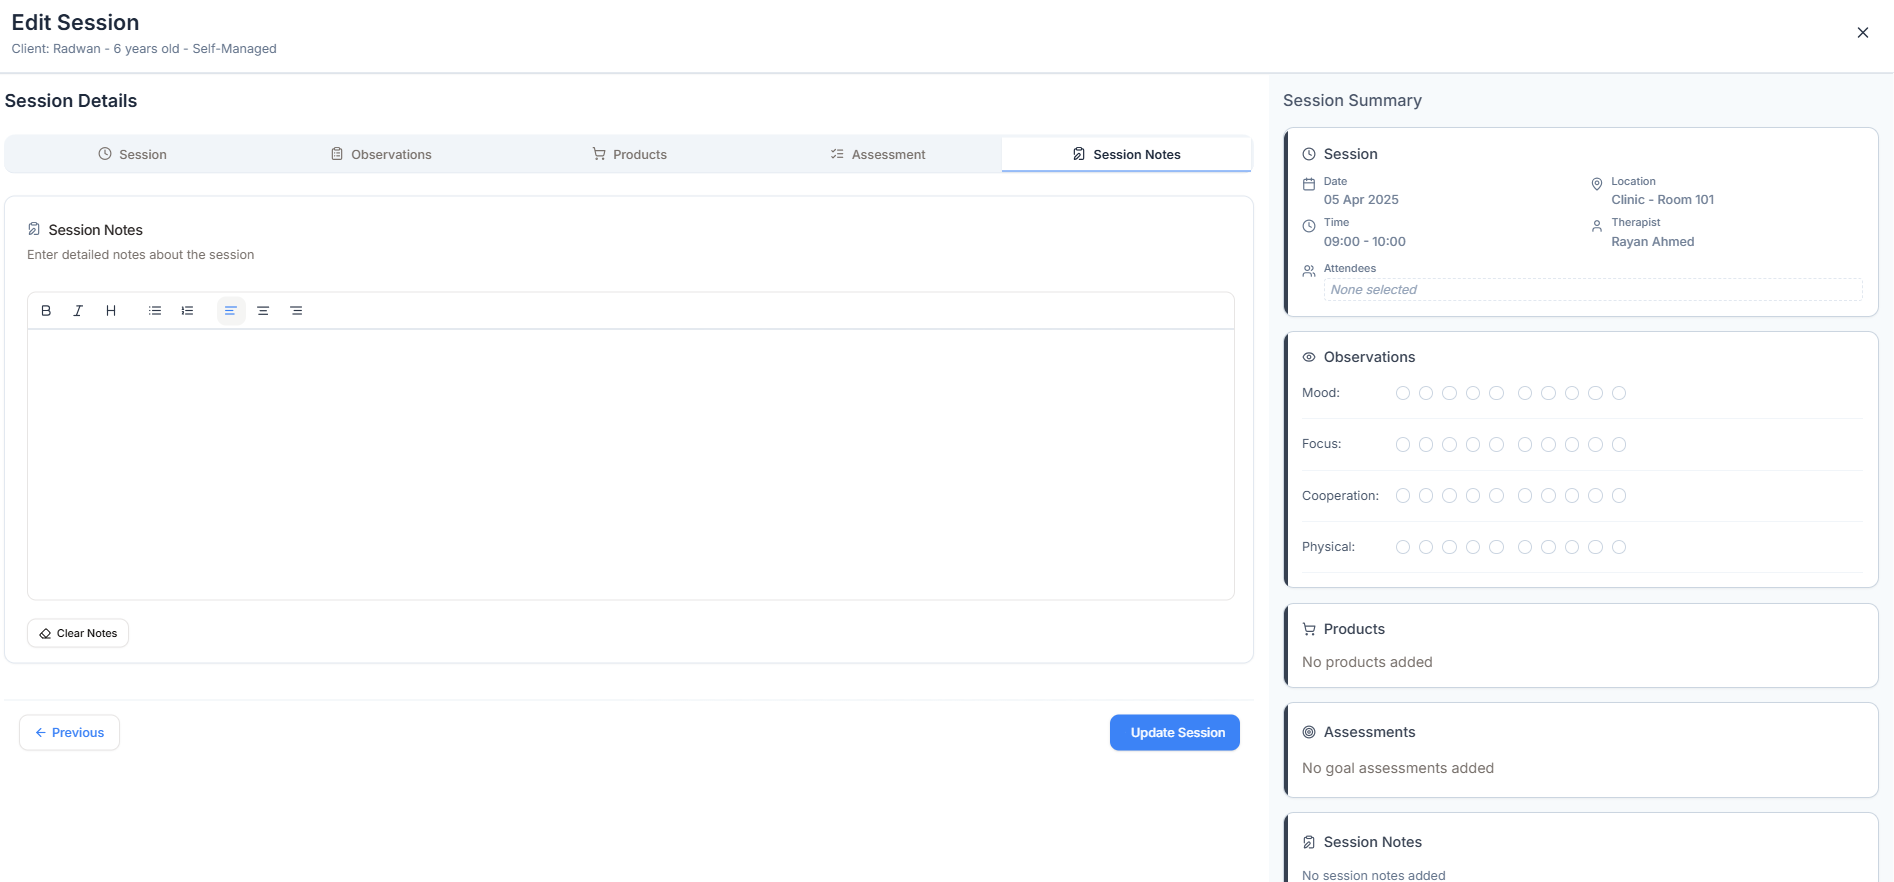 Edit Session
Client: Radwan - 6 years old - Self-Managed
Session Details
Session
Observations
Products
Assessment
Session Notes
Session Notes
Enter detailed notes about the session
B I H
Clear Notes
Previous
Update Session
Session Summary
Session
Date
05 Apr 2025
Location
Clinic - Room 101
Time
09:00 - 10:00
Therapist
Rayan Ahmed
Attendees
None selected
Observations
Mood:
Focus:
Cooperation:
Physical:
Products
No products added
Assessments
No goal assessments added
Session Notes
No session notes added